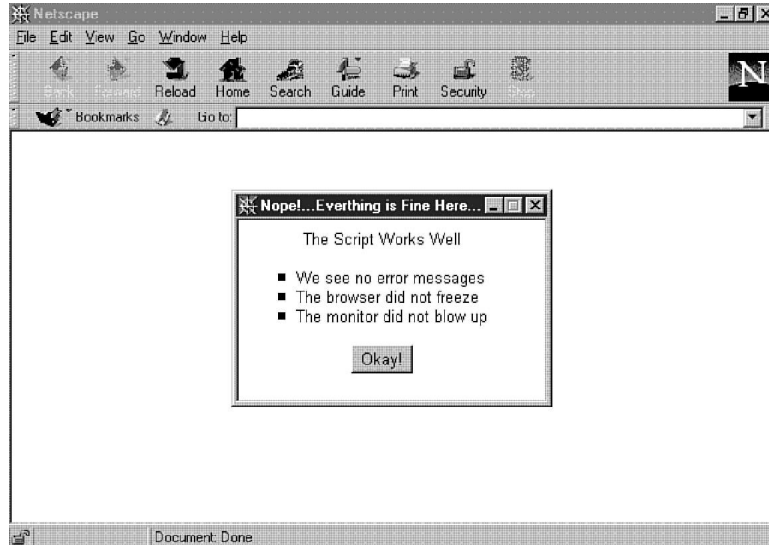 Netscape
File Edit View Go Window Help
Back Forward Reload Home Search Guide Print Security Stop
Bookmarks Go to:
N
Nope!...Everthing is Fine Here...
The Script Works Well
We see no error messages
The browser did not freeze
The monitor did not blow up
Okay!
Document: Done